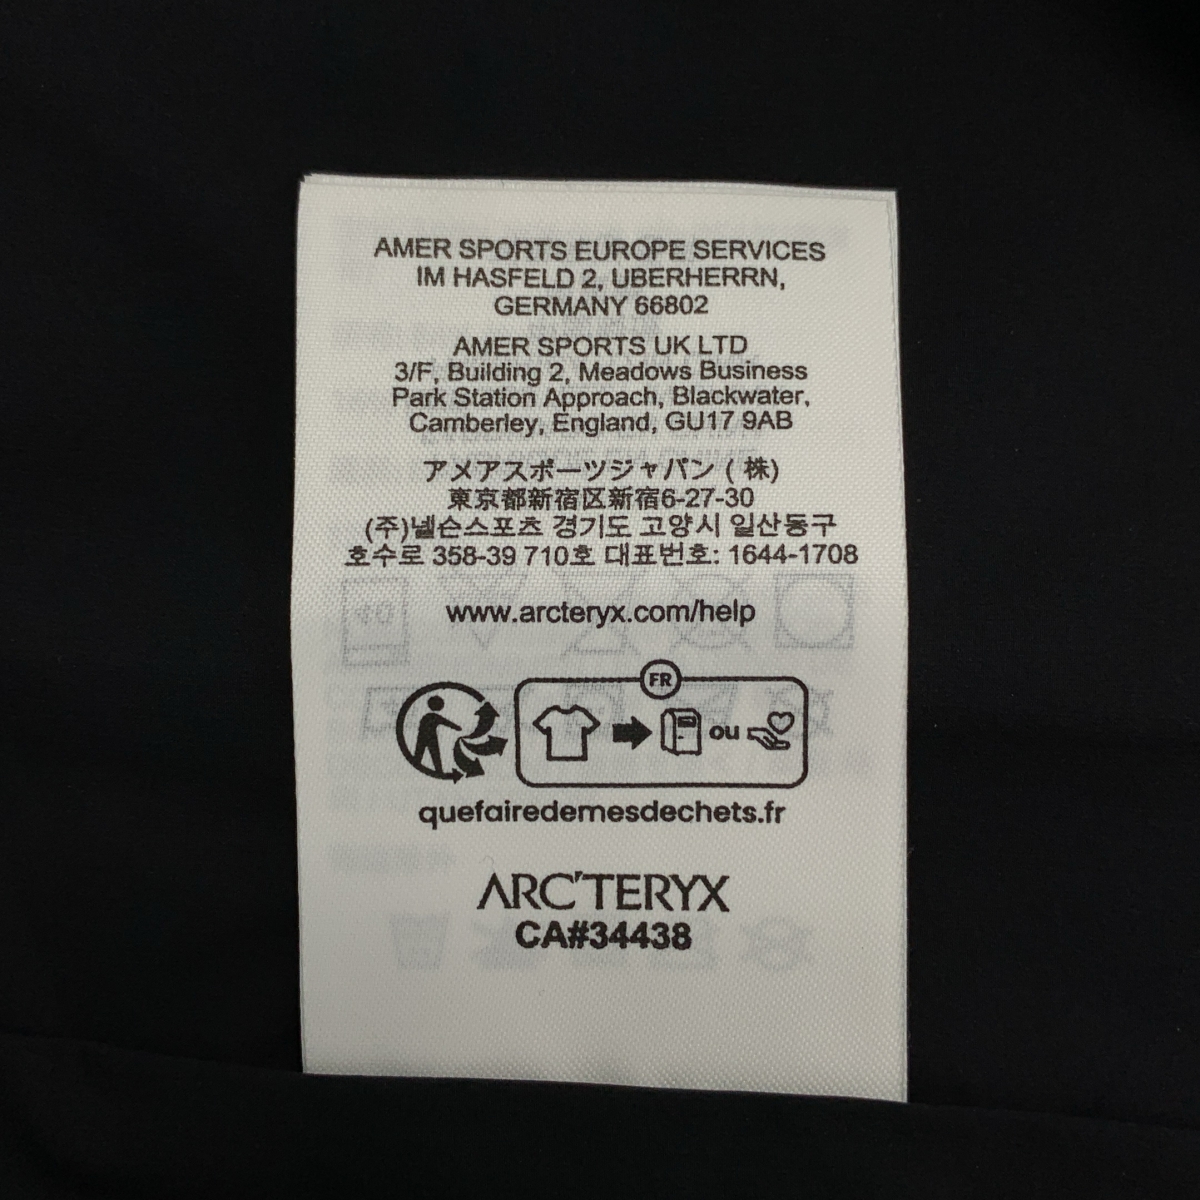 AMER SPORTS EUROPE SERVICES
IM HASFELD 2, UBERHERRN,
GERMANY 66802
AMER SPORTS UK LTD
3/F, Building 2, Meadows Business
Park Station Approach, Blackwater,
Camberley, England, GU17 9AB
アメアスポーツジャパン ( 株)
東京都新宿区新宿6-27-30
(주)넬슨스포츠 경기도 고양시 일산동구
호수로 358-39 710호 대표번호: 1644-1708
www.arcteryx.com/help
FR
ou
quefairedemesdechets.fr
ARC'TERYX
CA#34438